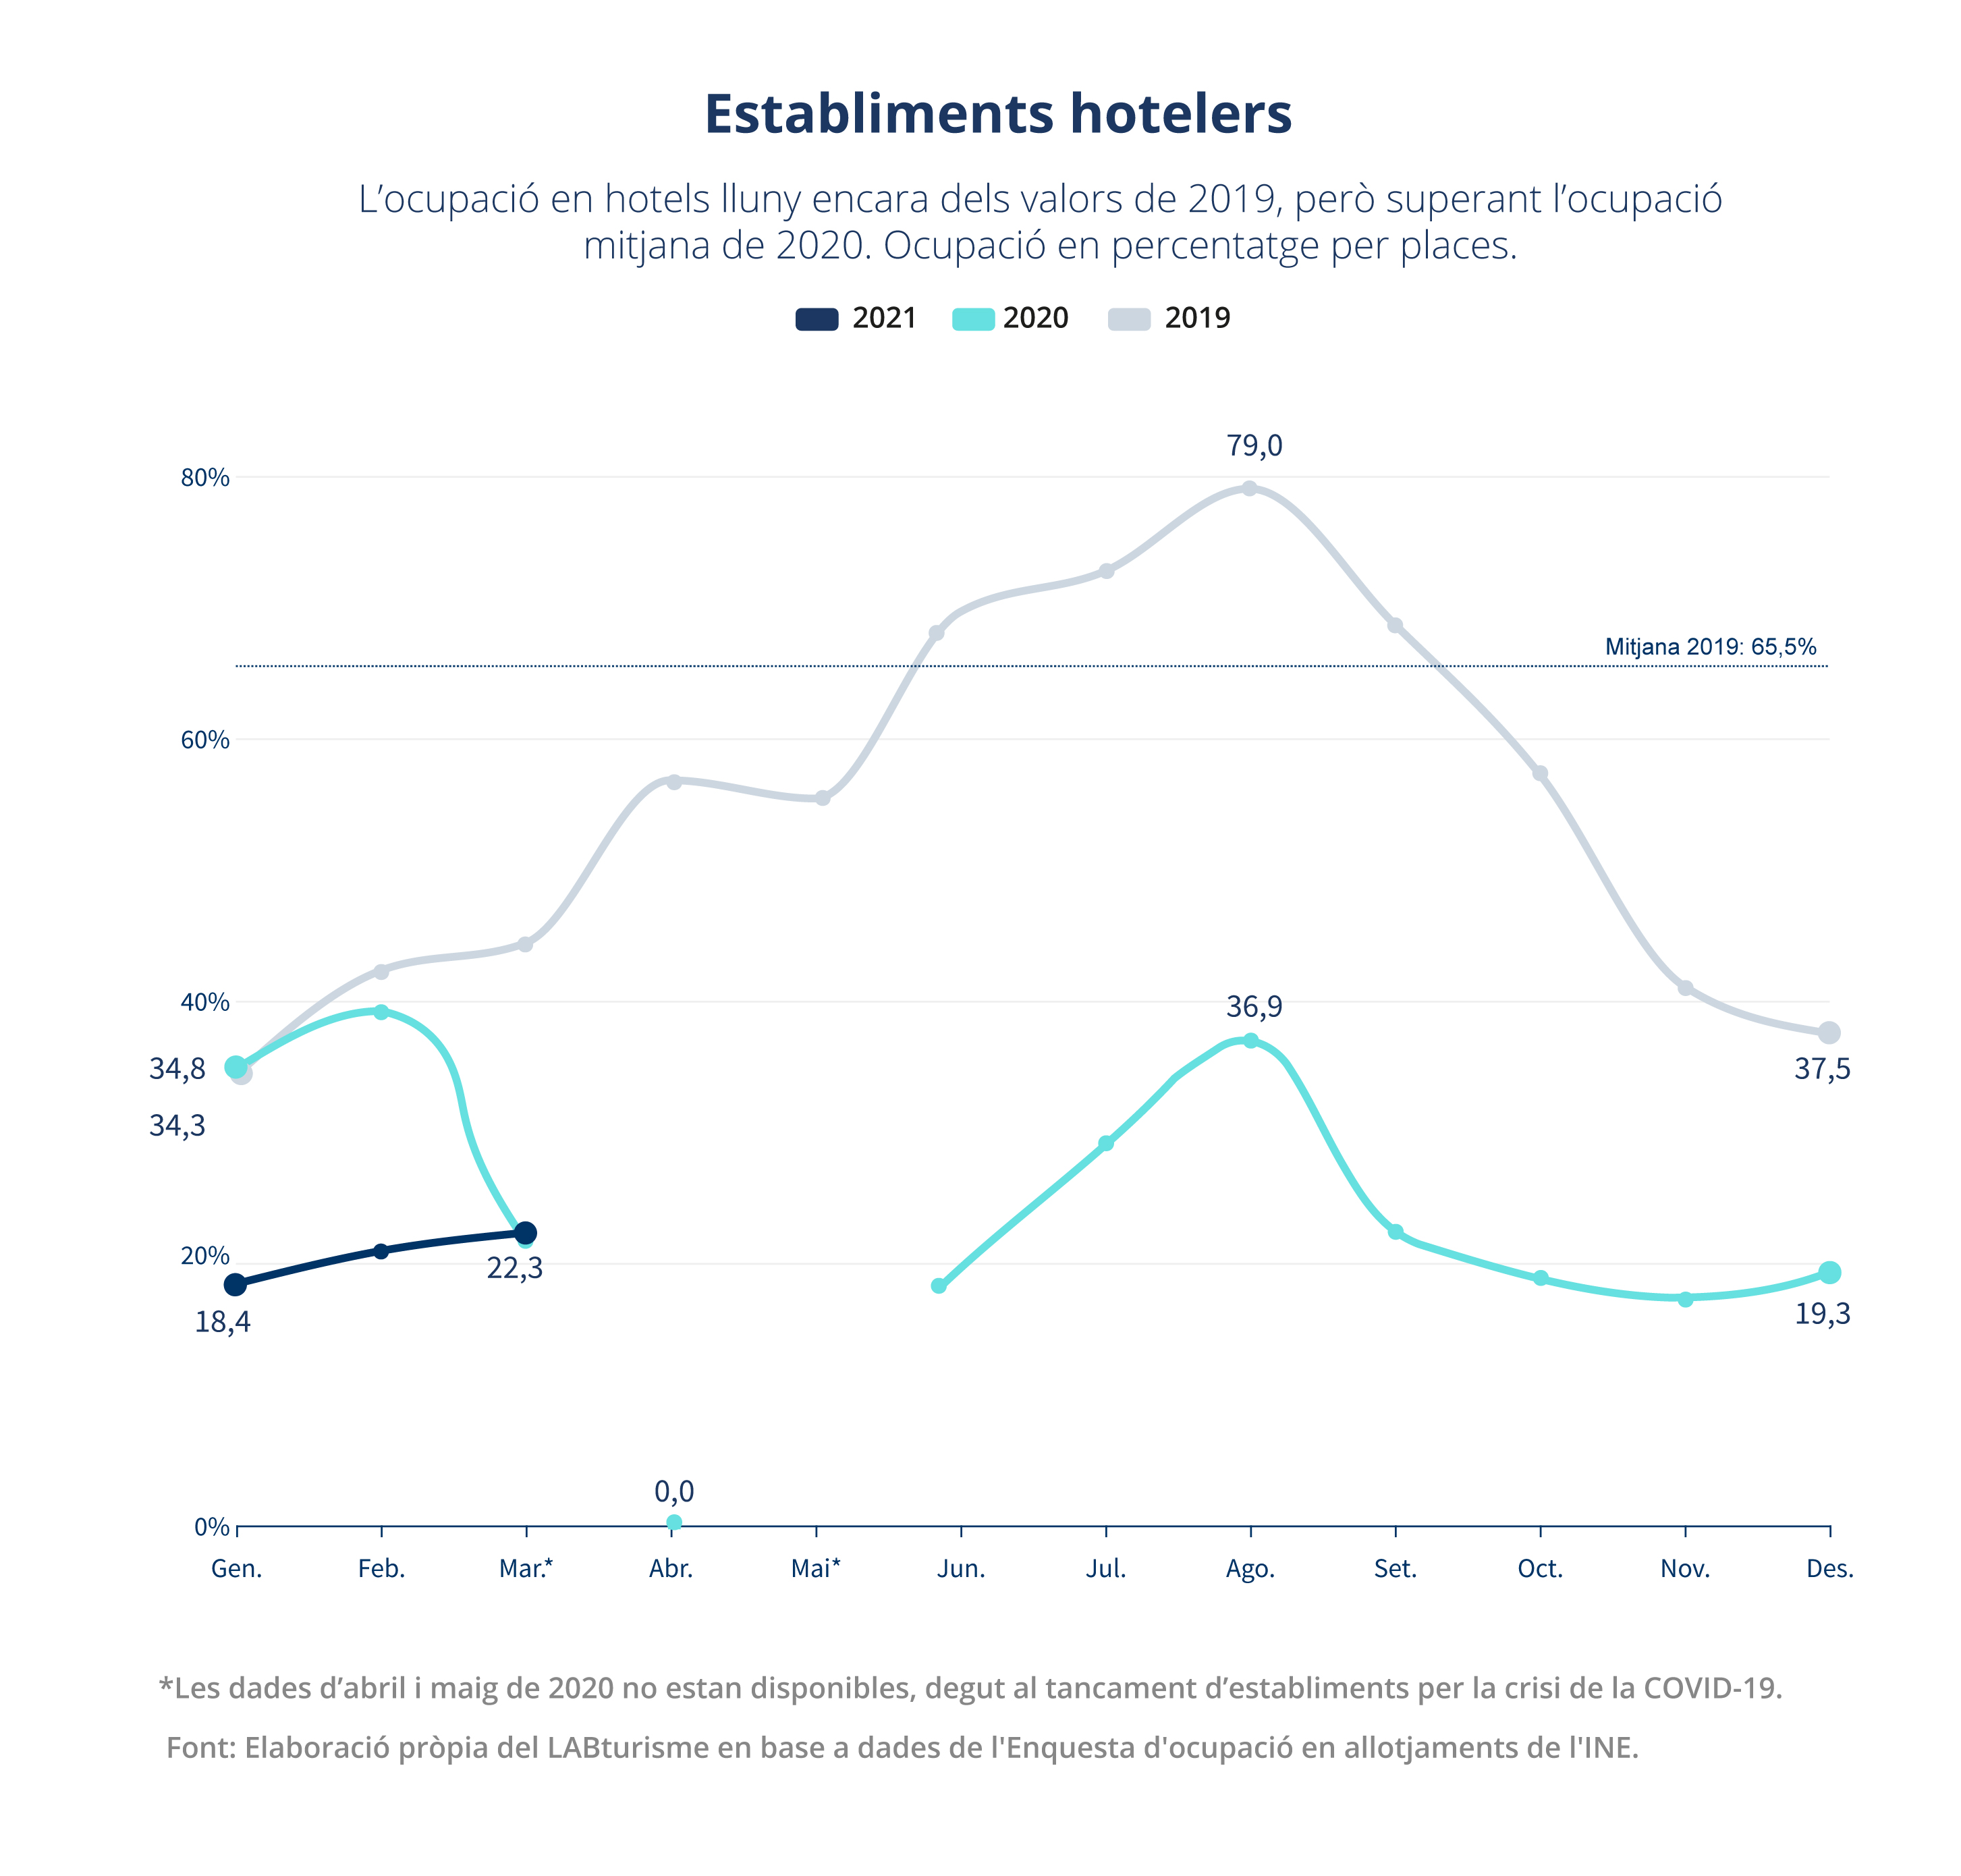 Establiments hotelers
L’ocupació en hotels lluny encara dels valors de 2019, però superant l’ocupació
mitjana de 2020. Ocupació en percentatge per places.
2021 2020 2019
79,0
80%
Mitjana 2019: 65,5%
60%
40%
36,9
34,8
37,5
34,3
20%
22,3
18,4
19,3
0,0
0%
Gen. Feb. Mar.* Abr. Mai* Jun. Jul. Ago. Set. Oct. Nov. Des.
*Les dades d’abril i maig de 2020 no estan disponibles, degut al tancament d’establiments per la crisi de la COVID-19.
Font: Elaboració pròpia del LABturisme en base a dades de l'Enquesta d'ocupació en allotjaments de l'INE.